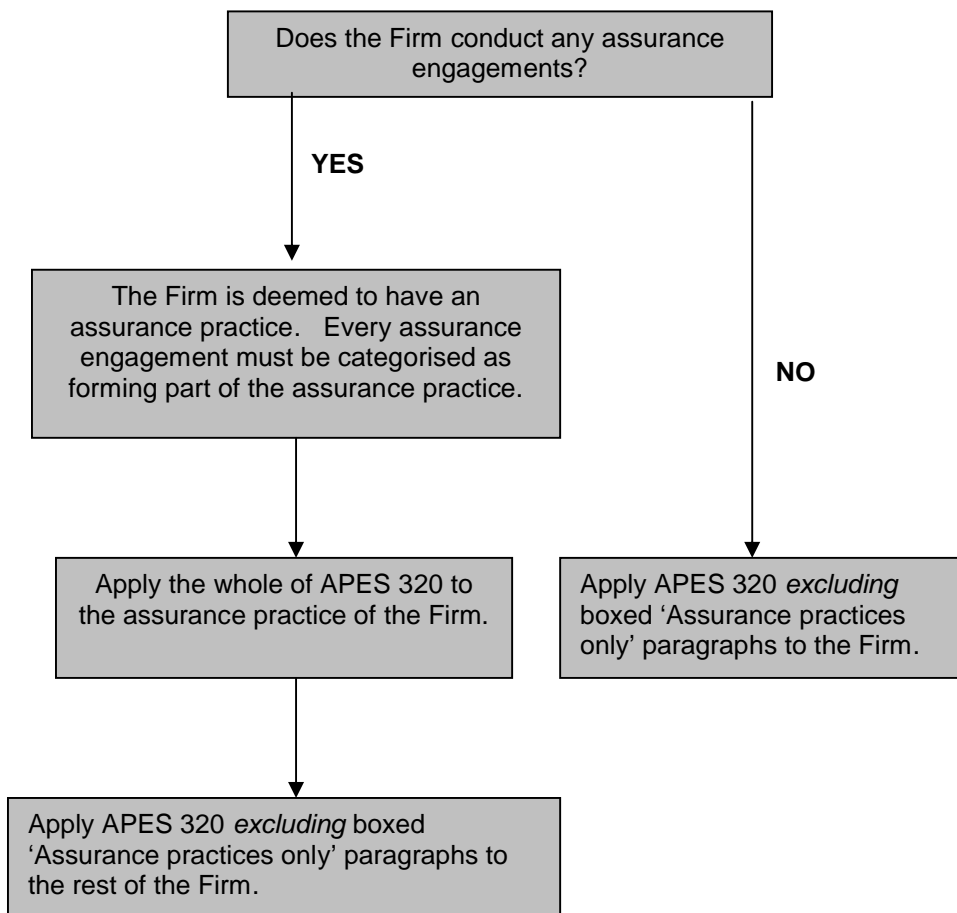 Does the Firm conduct any assurance
engagements?
YES
The Firm is deemed to have an
assurance practice. Every assurance
engagement must be categorised as
forming part of the assurance practice.
NO
Apply the whole of APES 320 to
the assurance practice of the Firm.
Apply APES 320 excluding
boxed ‘Assurance practices
only’ paragraphs to the Firm.
Apply APES 320 excluding boxed
‘Assurance practices only’ paragraphs to
the rest of the Firm.